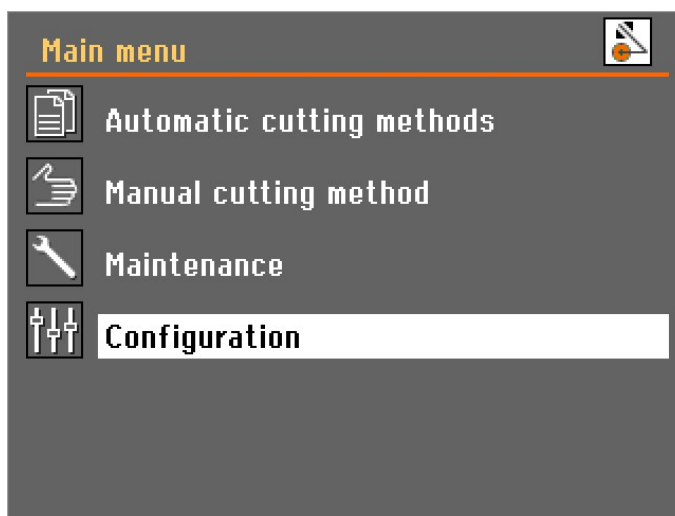 Main menu
Automatic cutting methods
Manual cutting method
Maintenance
Configuration